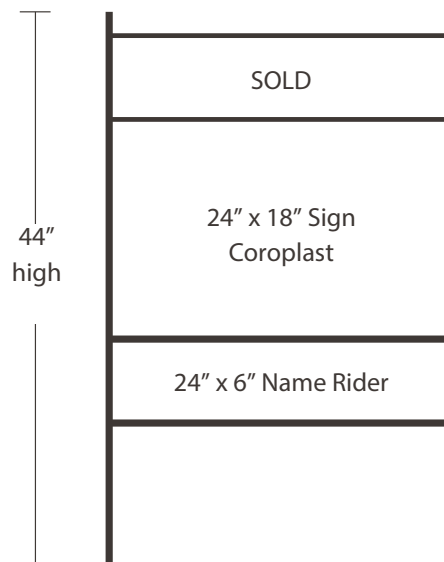 SOLD
44”
high
24” x 18” Sign
Coroplast
24” x 6” Name Rider